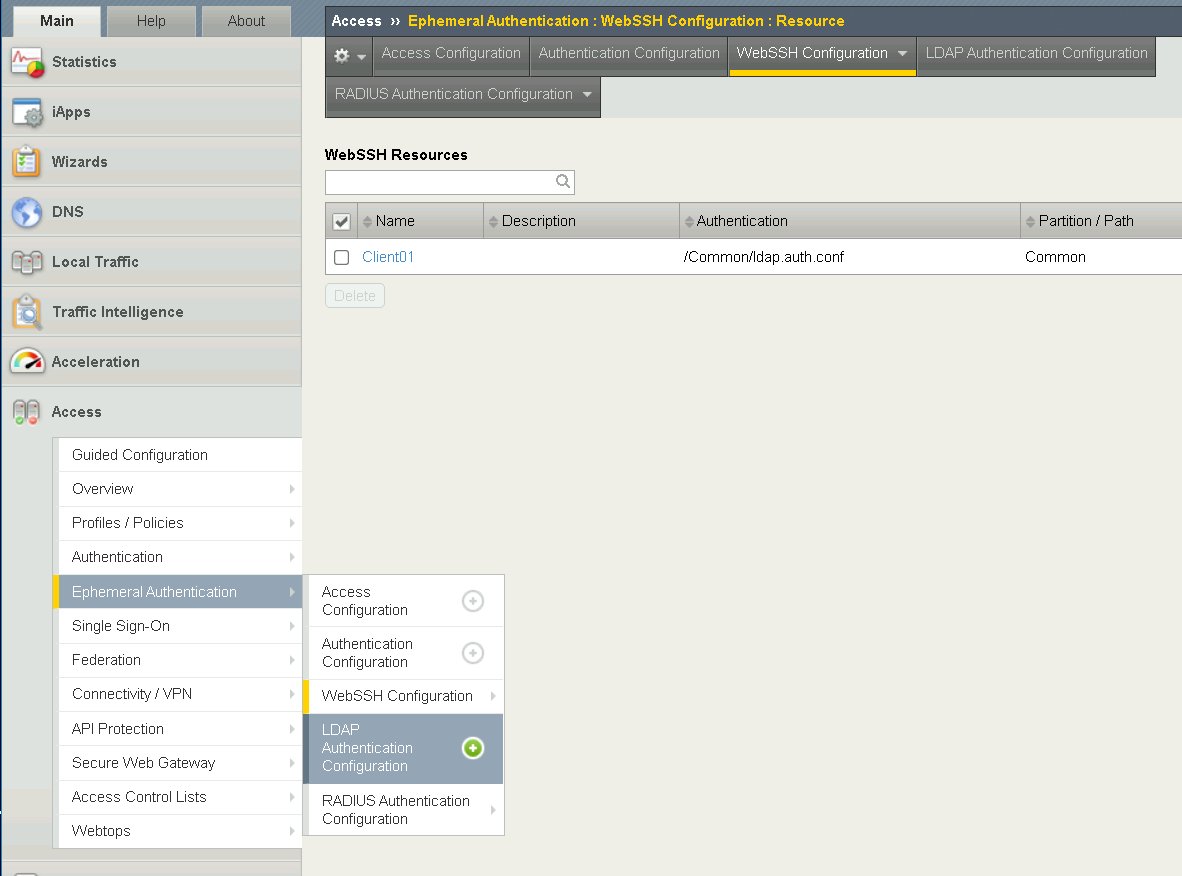 Main
Help
About
Access ›› Ephemeral Authentication : WebSSH Configuration : Resource
Access Configuration
Authentication Configuration
WebSSH Configuration
LDAP Authentication Configuration
RADIUS Authentication Configuration
Statistics
iApps
Wizards
DNS
Local Traffic
Traffic Intelligence
Acceleration
Access
Guided Configuration
Overview
Profiles / Policies
Authentication
Ephemeral Authentication
Single Sign-On
Federation
Connectivity / VPN
API Protection
Secure Web Gateway
Access Control Lists
Webtops
Access
Configuration
Authentication
Configuration
WebSSH Configuration
LDAP
Authentication
Configuration
RADIUS Authentication
Configuration
WebSSH Resources
Name Description Authentication Partition / Path
Client01 /Common/ldap.auth.conf Common
Delete